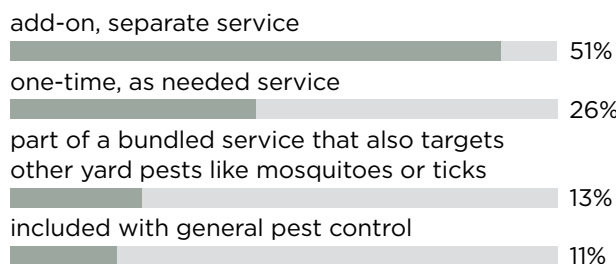 add-on, separate service
51%
one-time, as needed service
26%
part of a bundled service that also targets
other yard pests like mosquitoes or ticks
13%
included with general pest control
11%